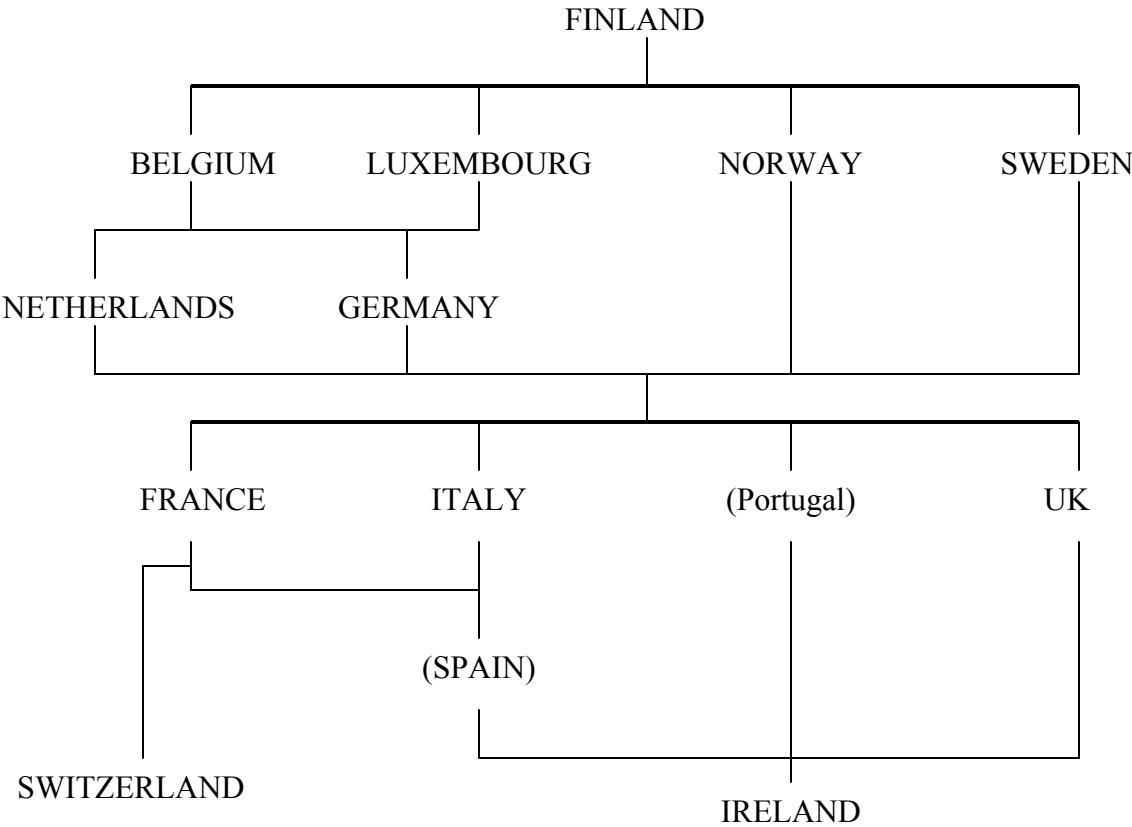 FINLAND
BELGIUM LUXEMBOURG NORWAY SWEDEN
NETHERLANDS GERMANY
FRANCE ITALY (Portugal) UK
(SPAIN)
SWITZERLAND
IRELAND